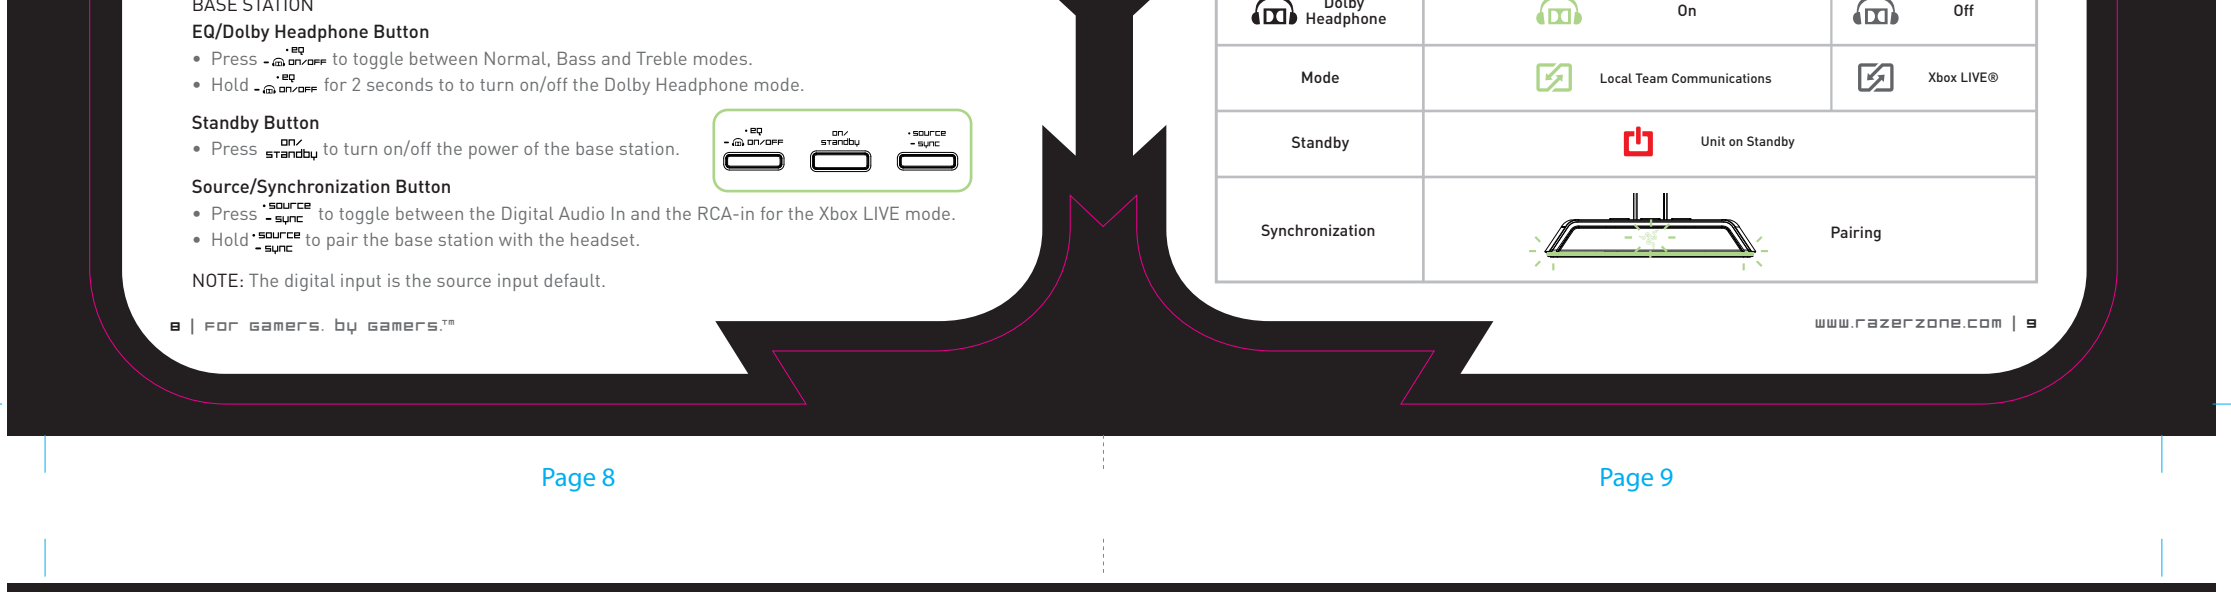 BASE STATION
EQ/Dolby Headphone Button
• Press • EQ - on/off to toggle between Normal, Bass and Treble modes.
• Hold • EQ - on/off for 2 seconds to to turn on/off the Dolby Headphone mode.
Standby Button
• Press on/standby to turn on/off the power of the base station.
• EQ
- on/off
on/
standby
• source
- sync
Source/Synchronization Button
• Press • source - sync to toggle between the Digital Audio In and the RCA-in for the Xbox LIVE mode.
• Hold • source - sync to pair the base station with the headset.
NOTE: The digital input is the source input default.
8 | For gamers. by gamers.™
Dolby
Headphone
On
Off
Mode
Local Team Communications
Xbox LIVE®
Standby
Unit on Standby
Synchronization
Pairing
www.razerzone.com | 9
Page 8
Page 9